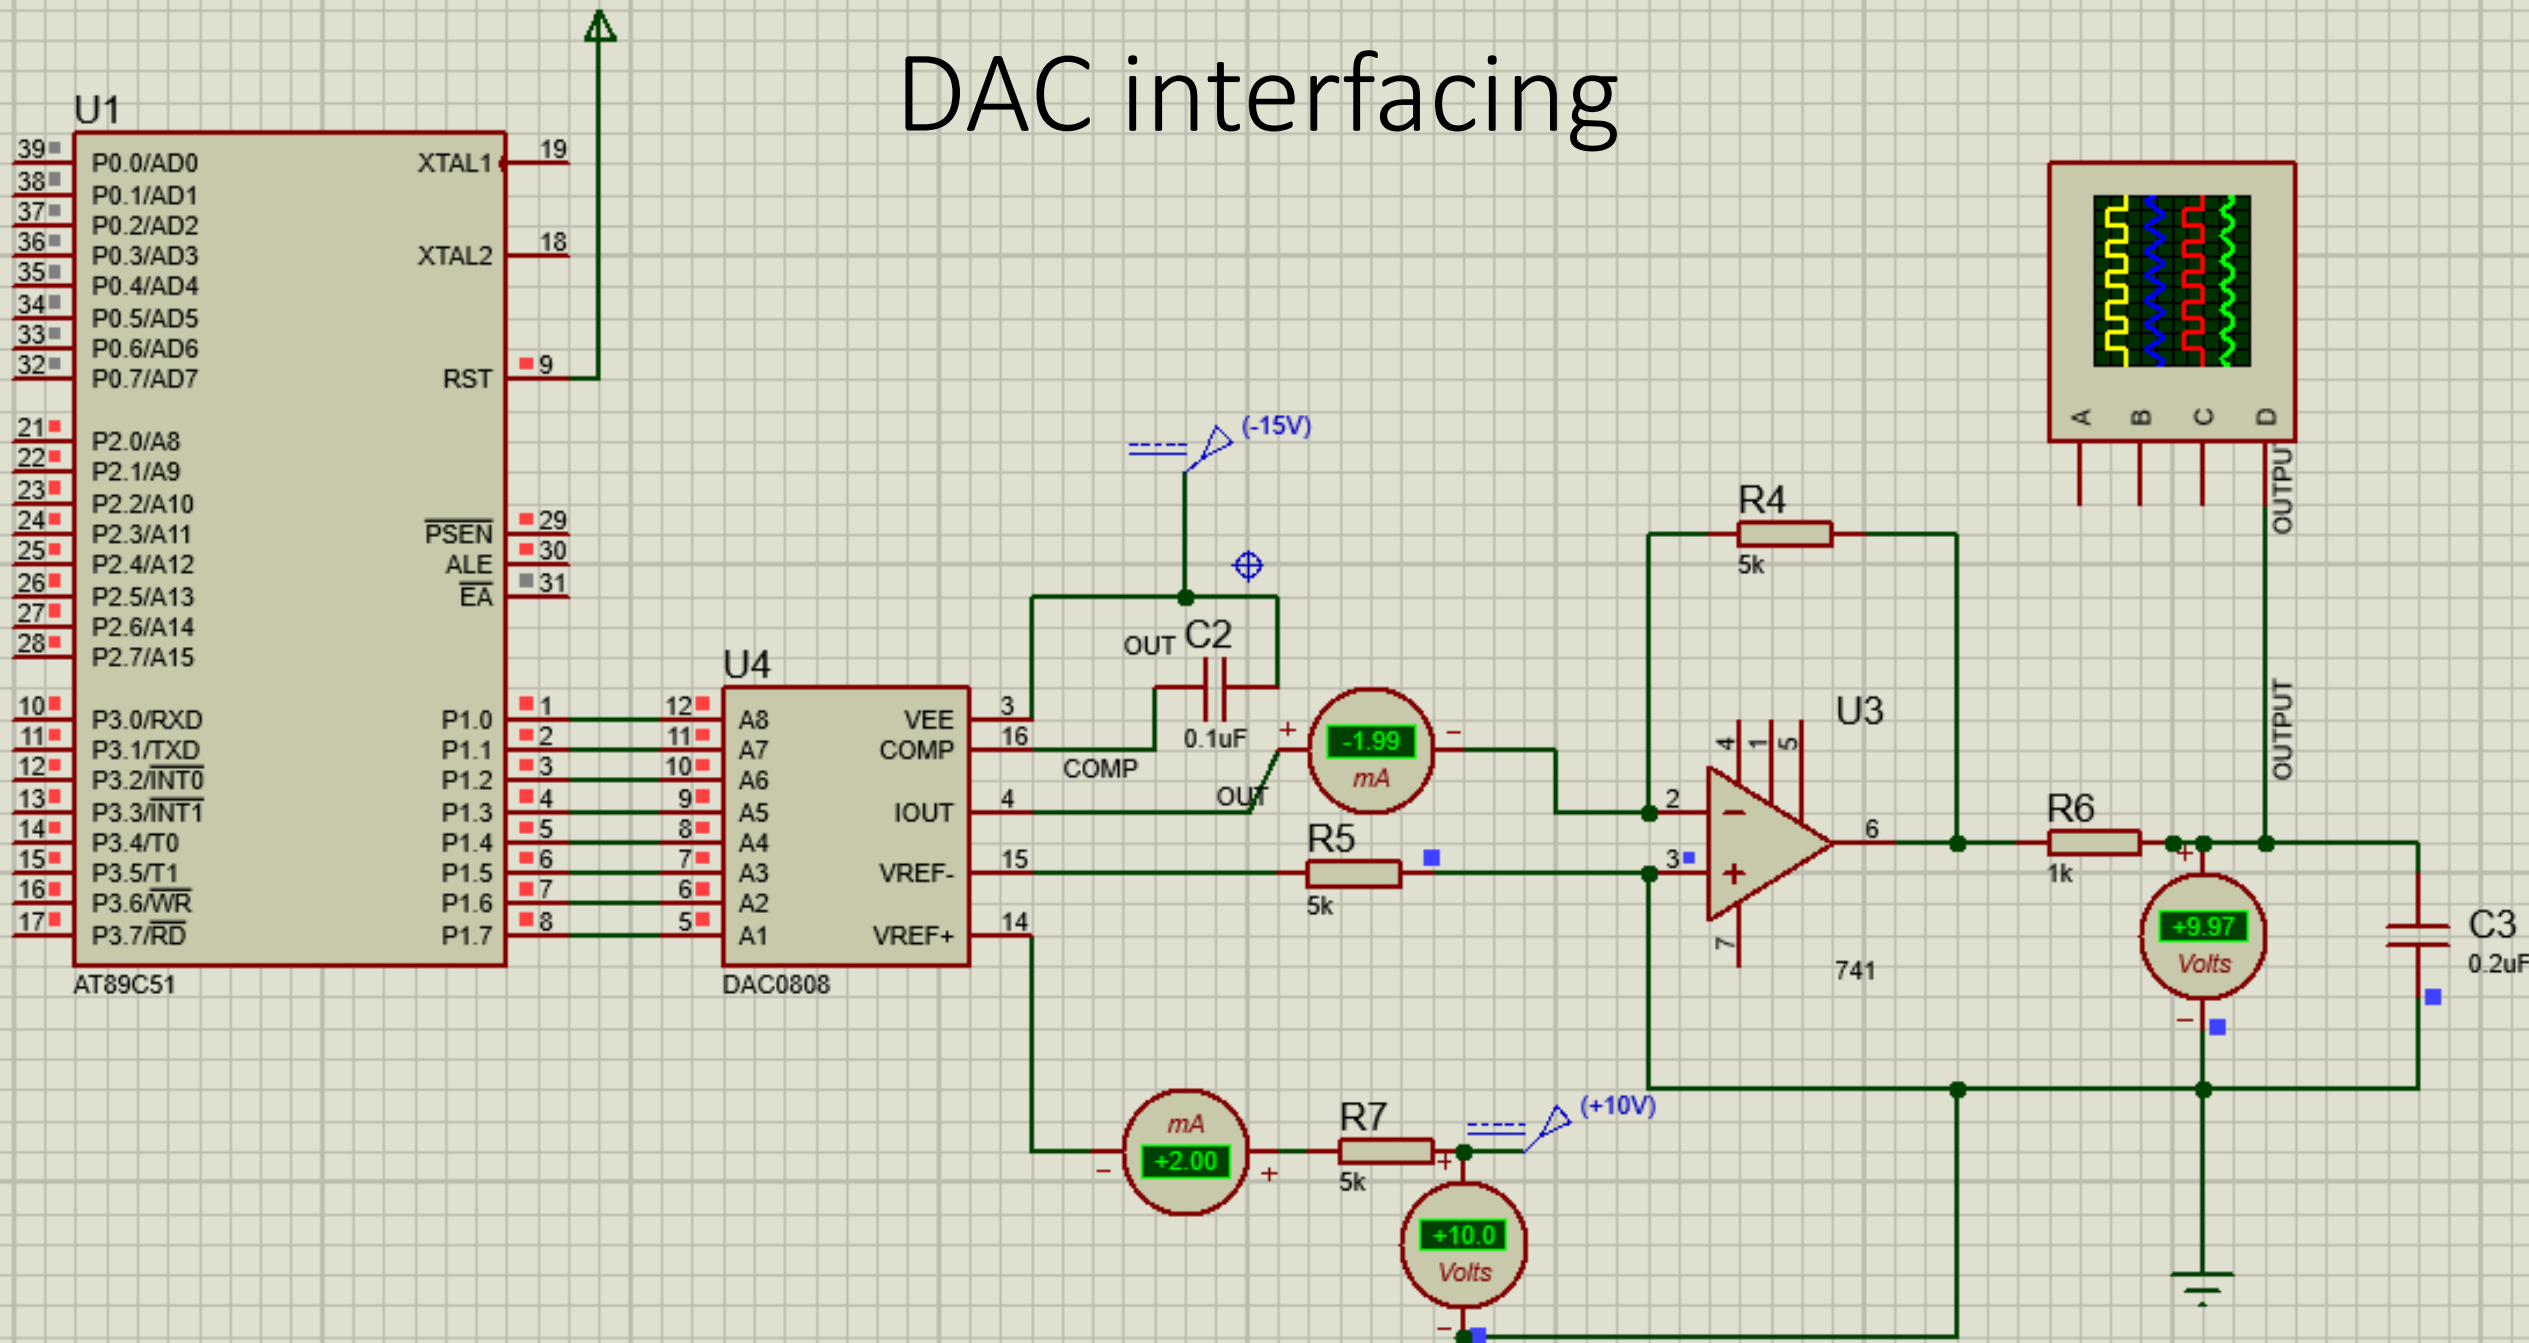 DAC interfacing
U1
39 P0.0/AD0 XTAL1 19
38 P0.1/AD1
37 P0.2/AD2
36 P0.3/AD3 XTAL2 18
35 P0.4/AD4
34 P0.5/AD5
33 P0.6/AD6
32 P0.7/AD7 RST 9
21 P2.0/A8
22 P2.1/A9
23 P2.2/A10
24 P2.3/A11 PSEN 29
25 P2.4/A12 ALE 30
26 P2.5/A13 EA 31
27 P2.6/A14
28 P2.7/A15
10 P3.0/RXD P1.0 1
11 P3.1/TXD P1.1 2
12 P3.2/INT0 P1.2 3
13 P3.3/INT1 P1.3 4
14 P3.4/T0 P1.4 5
15 P3.5/T1 P1.5 6
16 P3.6/WR P1.6 7
17 P3.7/RD P1.7 8
AT89C51
U4
12 A8 VEE 3
11 A7 COMP 16
10 A6
9 A5 IOUT 4
8 A4
7 A3 VREF- 15
6 A2
5 A1 VREF+ 14
DAC0808
(-15V)
OUT C2
0.1uF
COMP
OUT
+ -1.99 −
mA
R5
5k
R4
5k
U3
4 1 5
2 −
3 +
6
7
741
R6
1k
A B C D
OUTPU
OUTPUT
+
+9.97
Volts
−
C3
0.2uF
mA
− +2.00 +
R7
5k
(+10V)
+
+10.0
Volts
−